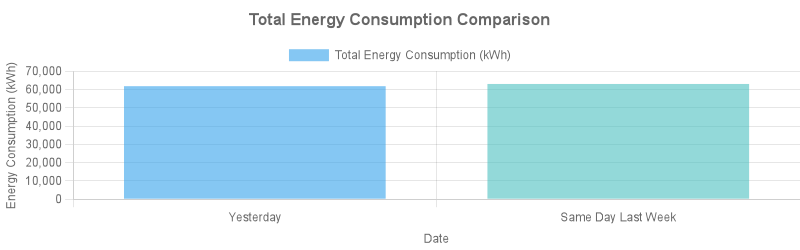 Total Energy Consumption Comparison
Total Energy Consumption (kWh)
Energy Consumption (kWh)
70,000
60,000
50,000
40,000
30,000
20,000
10,000
0
Yesterday
Same Day Last Week
Date